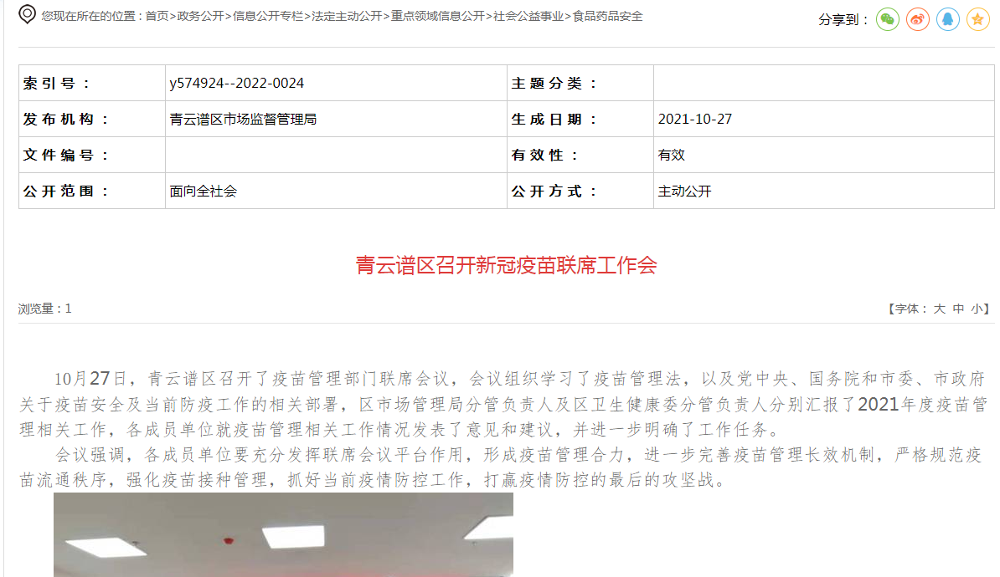 您现在所在的位置：首页>政务公开>信息公开专栏>法定主动公开>重点领域信息公开>社会公益事业>食品药品安全
分享到：
索引号： y574924--2022-0024 主题分类：
发布机构： 青云谱区市场监督管理局 生成日期： 2021-10-27
文件编号： 有效性： 有效
公开范围： 面向全社会 公开方式： 主动公开
青云谱区召开新冠疫苗联席工作会
浏览量：1 【字体： 大 中 小】
10月27日，青云谱区召开了疫苗管理部门联席会议，会议组织学习了疫苗管理法，以及党中央、国务院和市委、市政府
关于疫苗安全及当前防疫工作的相关部署，区市场管理局分管负责人及区卫生健康委分管负责人分别汇报了2021年度疫苗管
理相关工作，各成员单位就疫苗管理相关工作情况发表了意见和建议，并进一步明确了工作任务。
会议强调，各成员单位要充分发挥联席会议平台作用，形成疫苗管理合力，进一步完善疫苗管理长效机制，严格规范疫
苗流通秩序，强化疫苗接种管理，抓好当前疫情防控工作，打赢疫情防控的最后的攻坚战。